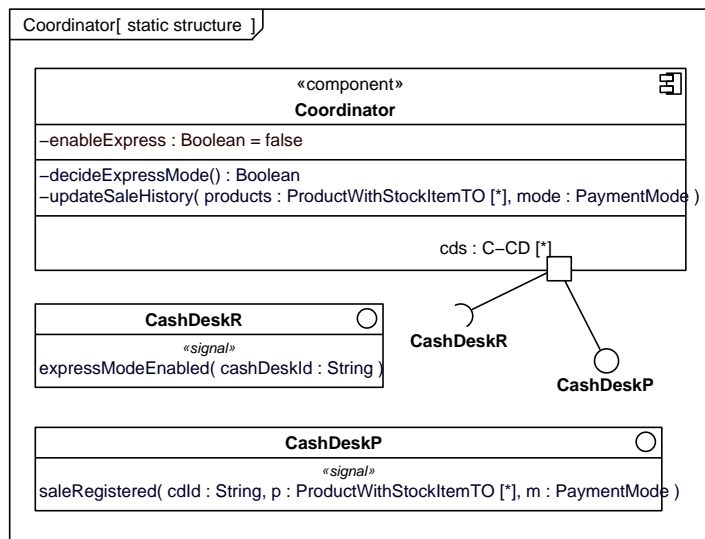 Coordinator[ static structure ]
«component»
Coordinator
−enableExpress : Boolean = false
−decideExpressMode() : Boolean
−updateSaleHistory( products : ProductWithStockItemTO [*], mode : PaymentMode )
cds : C−CD [*]
CashDeskR
«signal»
expressModeEnabled( cashDeskId : String )
CashDeskR
CashDeskP
CashDeskP
«signal»
saleRegistered( cdId : String, p : ProductWithStockItemTO [*], m : PaymentMode )